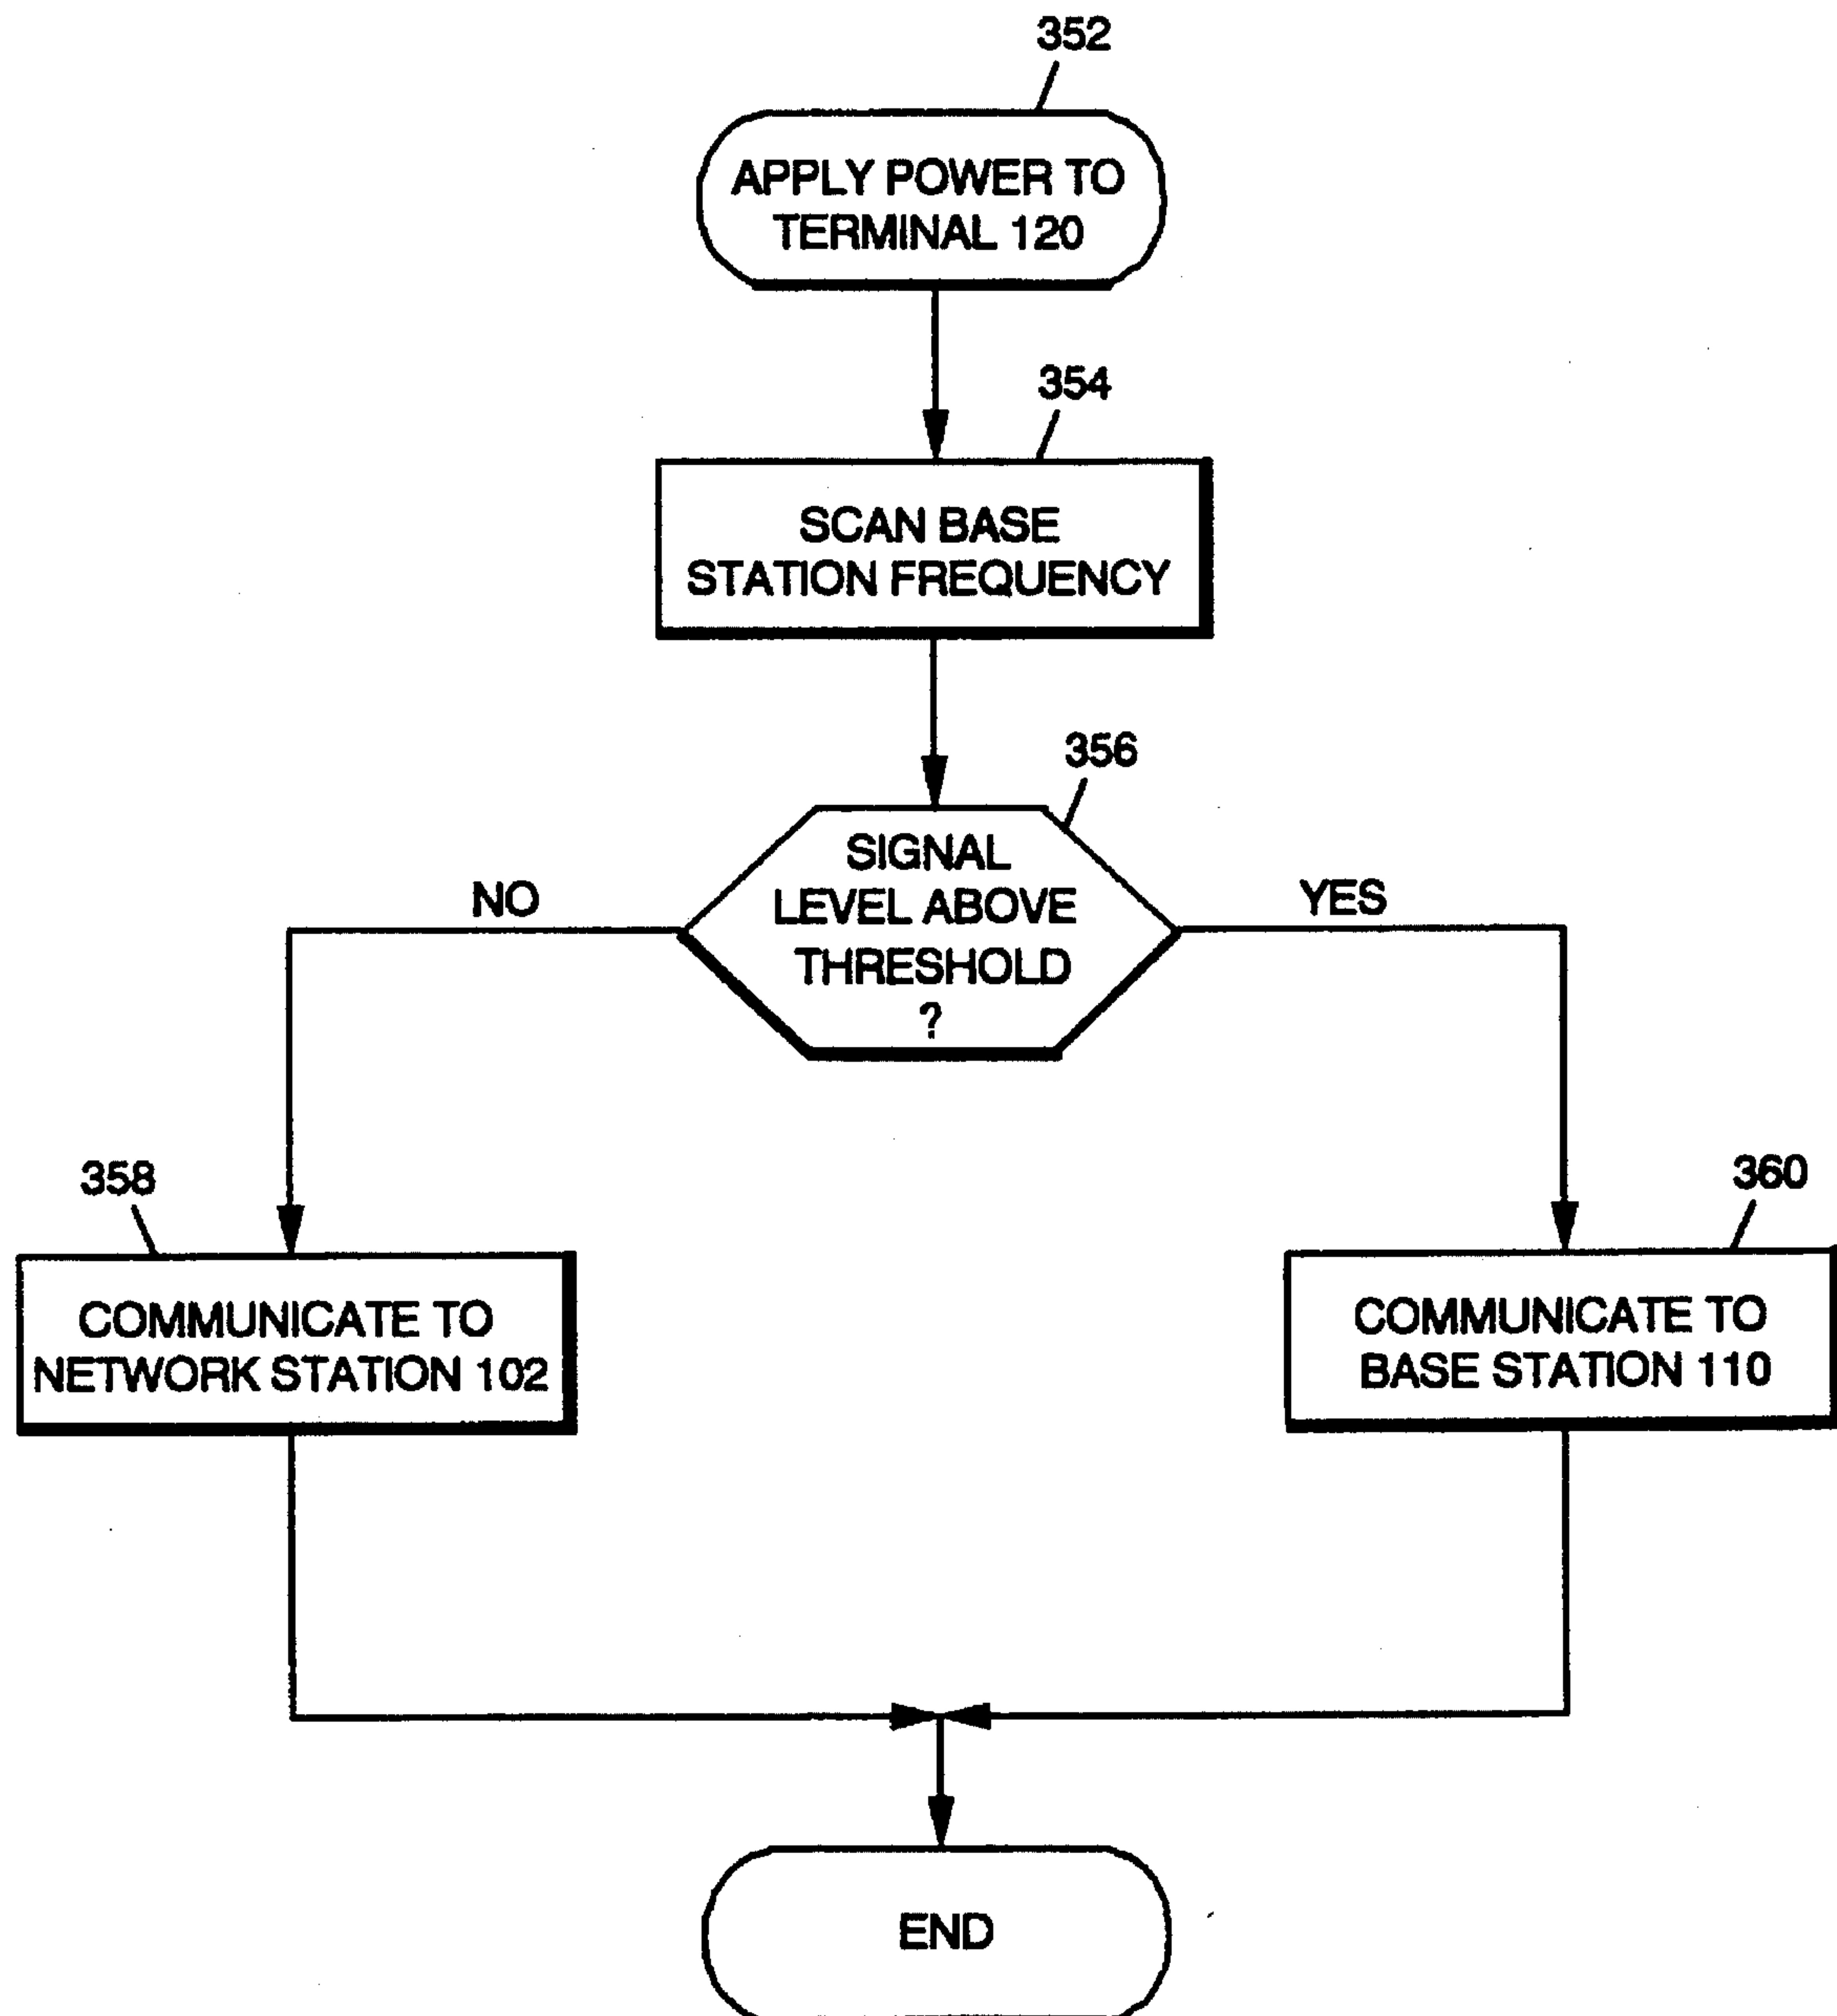 352
APPLY POWER TO
TERMINAL 120
354
SCAN BASE
STATION FREQUENCY
356
SIGNAL
LEVEL ABOVE
THRESHOLD
?
NO
YES
358
COMMUNICATE TO
NETWORK STATION 102
360
COMMUNICATE TO
BASE STATION 110
END